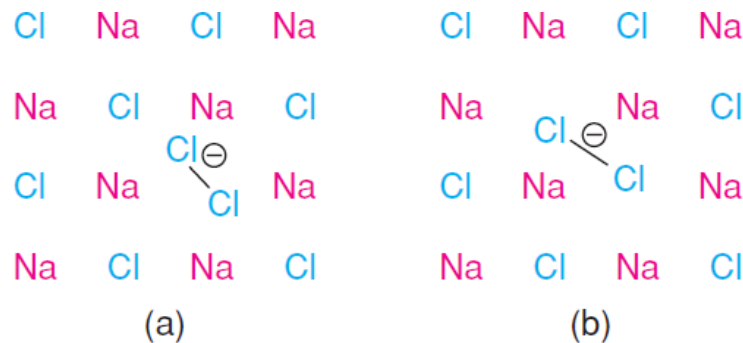 Cl Na Cl Na Cl Na Cl Na
Na Cl Na Cl Na Na Cl
Cl ⊖ Cl ⊖
Cl Na Cl Na Cl Na Cl Na
Na Cl Na Cl Na Cl Na Cl
(a) (b)